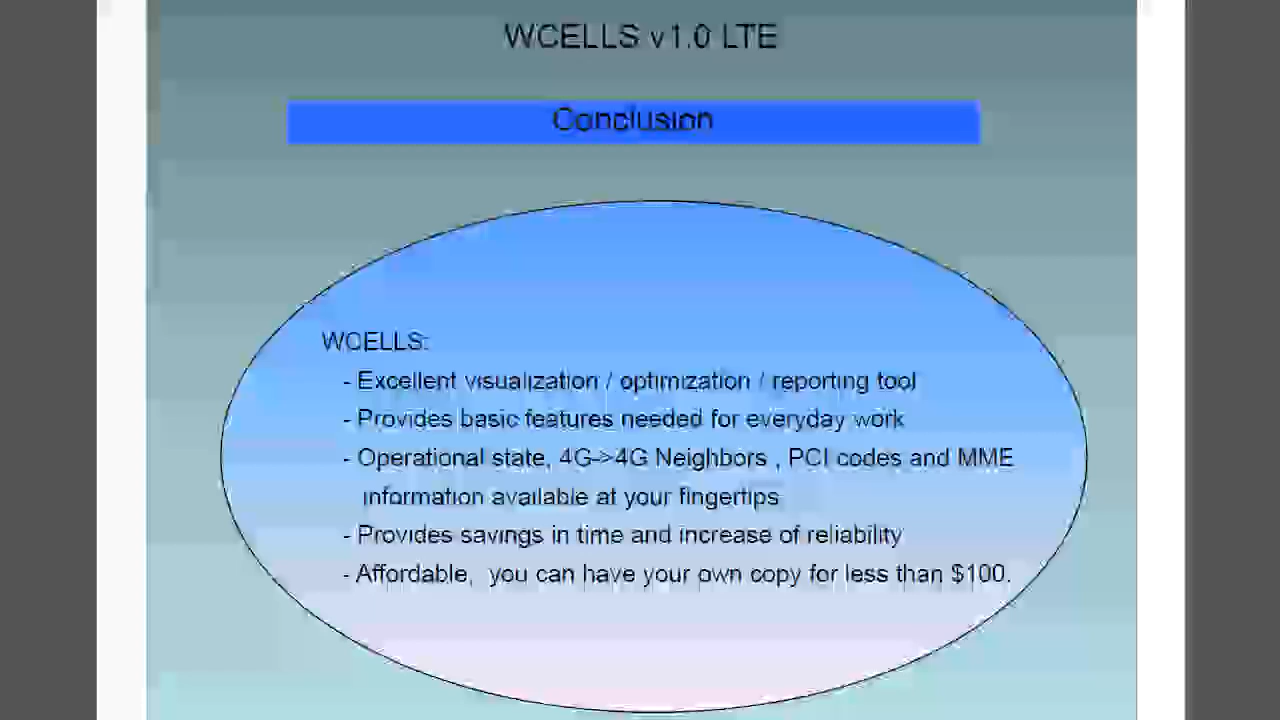 WCELLS v1.0 LTE
Conclusion
WCELLS:
- Excellent visualization / optimization / reporting tool
- Provides basic features needed for everyday work
- Operational state, 4G->4G Neighbors , PCI codes and MME
information available at your fingertips
- Provides savings in time and increase of reliability
- Affordable,  you can have your own copy for less than $100.